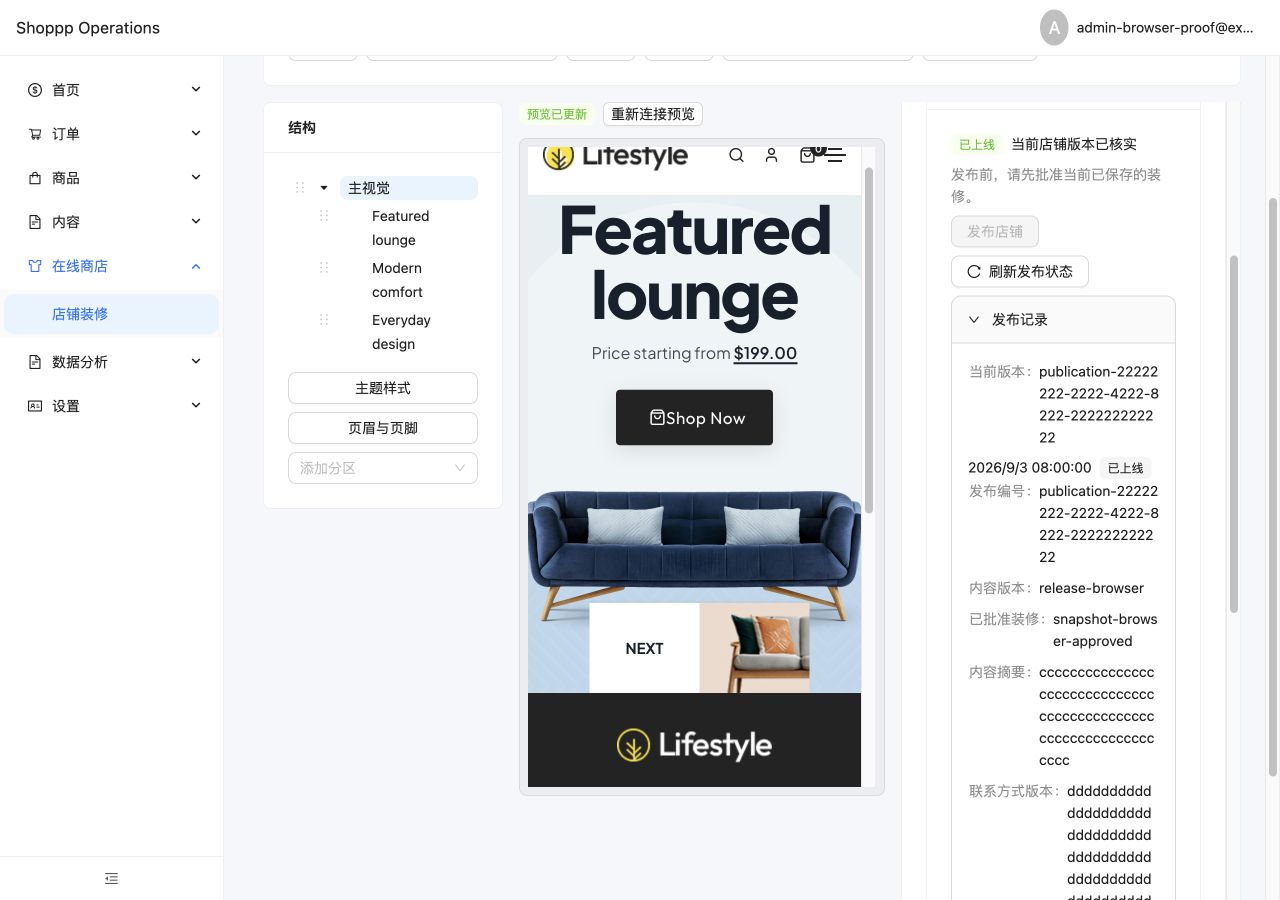 Shoppp Operations
A
admin-browser-proof@ex...
首页
订单
商品
内容
在线商店
店铺装修
数据分析
设置
结构
主视觉
Featured
lounge
Modern
comfort
Everyday
design
主题样式
页眉与页脚
添加分区
预览已更新
重新连接预览
Lifestyle
Featured
lounge
Price starting from $199.00
Shop Now
NEXT
Lifestyle
已上线 当前店铺版本已核实
发布前，请先批准当前已保存的装
修。
发布店铺
刷新发布状态
发布记录
当前版本： publication-22222
222-2222-4222-8
222-2222222222
22
2026/9/3 08:00:00 已上线
发布编号： publication-22222
222-2222-4222-8
222-2222222222
22
内容版本： release-browser
已批准装修： snapshot-brows
er-approved
内容摘要： ccccccccccccccc
ccccccccccccccc
ccccccccccccccc
ccccccccccccccc
cccc
联系方式版本： dddddddddd
dddddddddd
dddddddddd
dddddddddd
dddddddddd